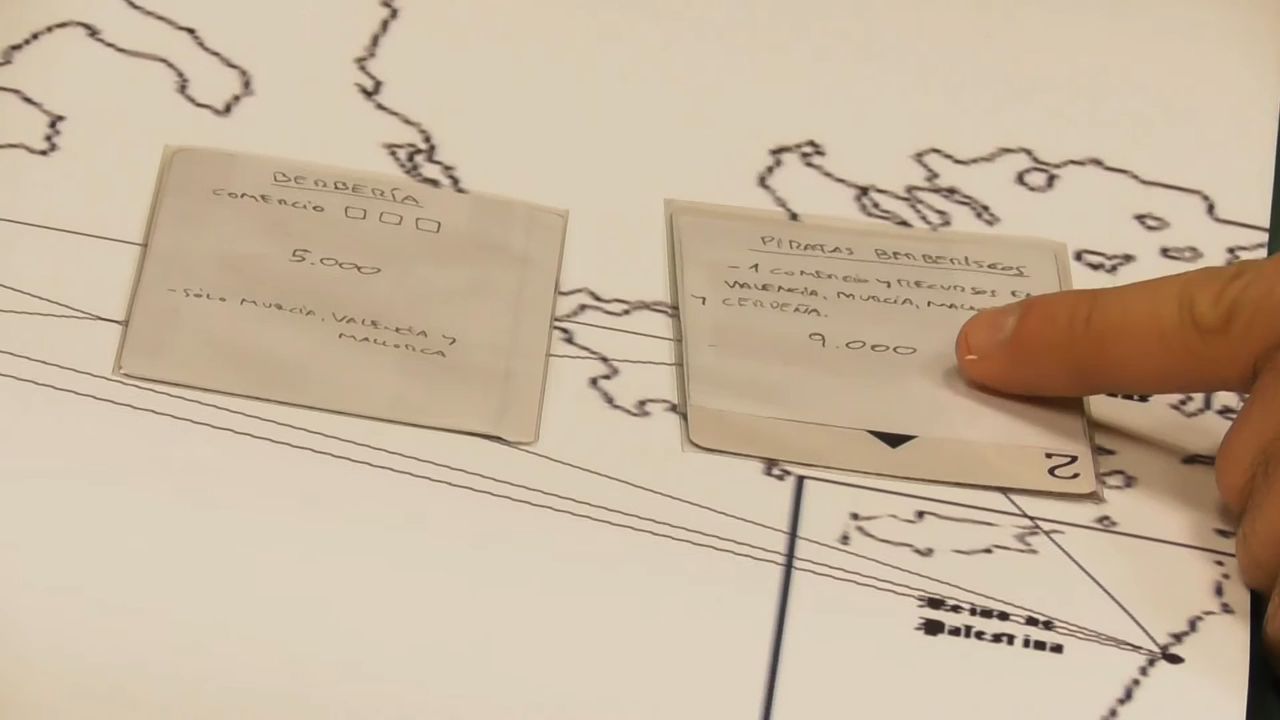 BERBERÍA
COMERCIO
5.000
- SÓLO MURCIA, VALENCIA Y
MALLORCA
PIRATAS BERBERISCOS
- 1 COMERCIO Y RECURSOS
VALENCIA, MURCIA,
Y CERDEÑA.
9.000
2
Reino de
Palestina